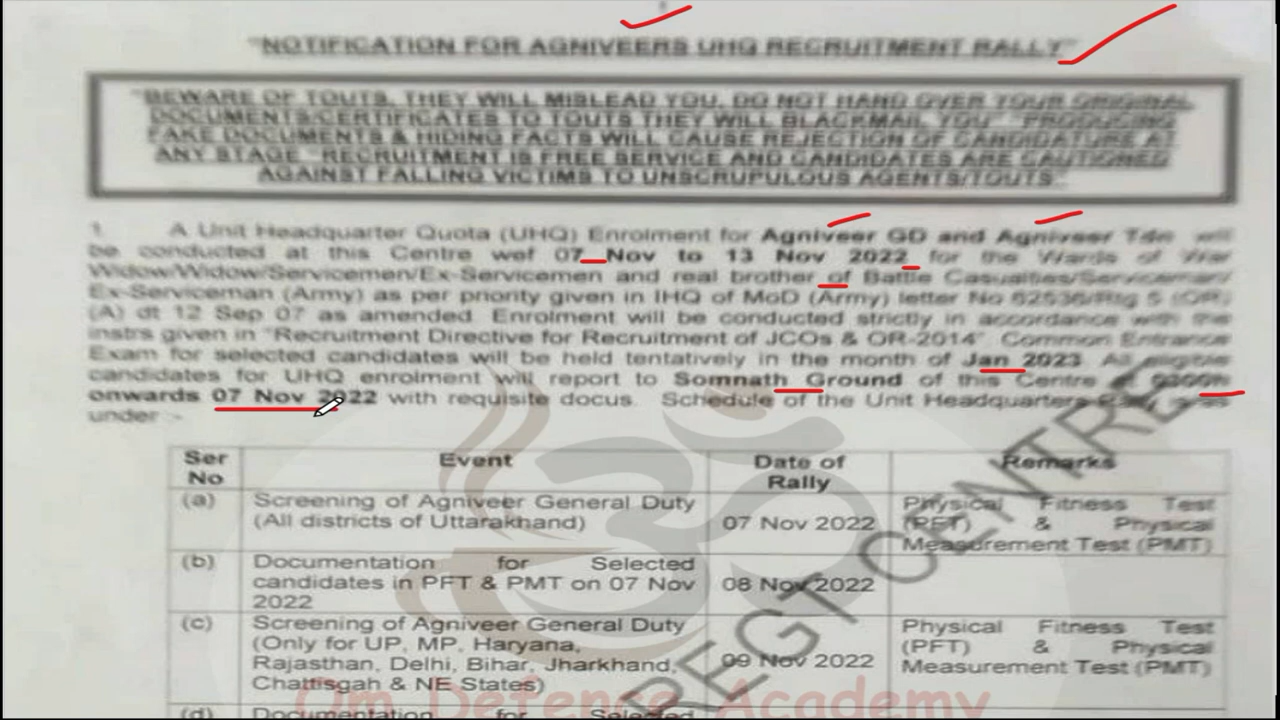 "NOTIFICATION FOR AGNIVEERS UHQ RECRUITMENT RALLY"
"BEWARE OF TOUTS, THEY WILL MISLEAD YOU, DO NOT HAND OVER YOUR ORIGINAL
DOCUMENTS/CERTIFICATES TO TOUTS THEY WILL BLACKMAIL YOU" "PRODUCING
FAKE DOCUMENTS & HIDING FACTS WILL CAUSE REJECTION OF CANDIDATURE AT
ANY STAGE "RECRUITMENT IS FREE SERVICE AND CANDIDATES ARE CAUTIONED
AGAINST FALLING VICTIMS TO UNSCRUPULOUS AGENTS/TOUTS"
1. A Unit Headquarter Quota (UHQ) Enrolment for Agniveer GD and Agniveer Tdn will
be conducted at this Centre wef 07 Nov to 13 Nov 2022 for the Wards of War
Widow/Widow/Servicemen/Ex-Servicemen and real brother of Battle Casualties/Serviceman/
Ex-Serviceman (Army) as per priority given in IHQ of MoD (Army) letter No
(A) dt 12 Sep 07 as amended. Enrolment will be conducted strictly in accordance with the
instrs given in "Recruitment Directive for Recruitment of JCOs & OR-2014" Common Entrance
Exam for selected candidates will be held tentatively in the month of Jan 2023 All eligible
candidates for UHQ enrolment will report to Somnath Ground of this Centre at
onwards 07 Nov 2022 with requisite docus. Schedule of the Unit Headquarters Rally as
under :-
Ser No Event Date of Rally Remarks
(a) Screening of Agniveer General Duty (All districts of Uttarakhand) 07 Nov 2022 Physical Fitness Test (PFT) & Physical Measurement Test (PMT)
(b) Documentation for Selected candidates in PFT & PMT on 07 Nov 2022 08 Nov 2022
(c) Screening of Agniveer General Duty (Only for UP, MP, Haryana, Rajasthan, Delhi, Bihar, Jharkhand, Chattisgah & NE States) 09 Nov 2022 Physical Fitness Test (PFT) & Physical Measurement Test (PMT)
(d) Documentation for Selected
REGT CENTRE
Om Defense Academy